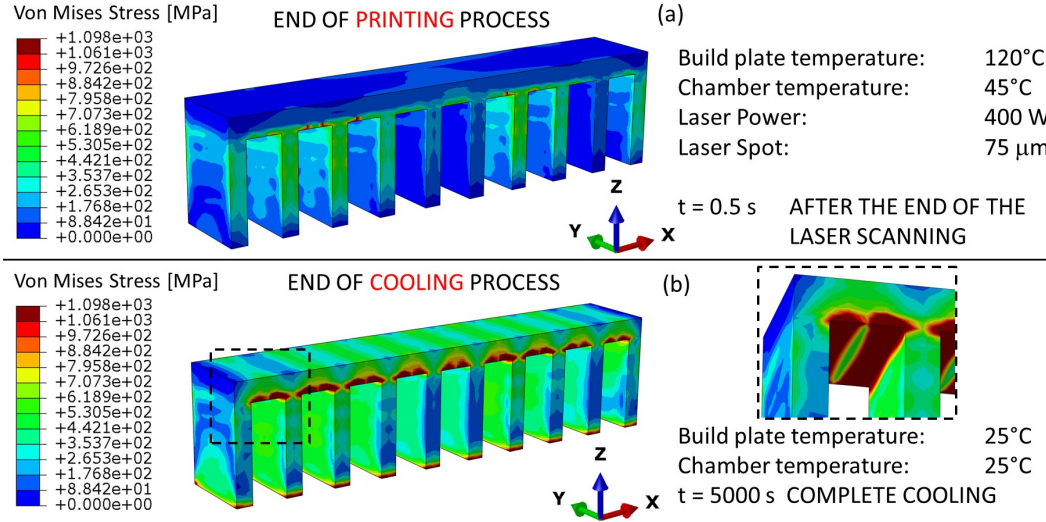 Von Mises Stress [MPa]
END OF PRINTING PROCESS
(a)
+1.098e+03
+1.061e+03
+9.726e+02
+8.842e+02
+7.958e+02
+7.073e+02
+6.189e+02
+5.305e+02
+4.421e+02
+3.537e+02
+2.653e+02
+1.768e+02
+8.842e+01
+0.000e+00
Z
Y
X
Build plate temperature: 120°C
Chamber temperature: 45°C
Laser Power: 400 W
Laser Spot: 75 μm
t = 0.5 s AFTER THE END OF THE
LASER SCANNING
Von Mises Stress [MPa]
END OF COOLING PROCESS
(b)
+1.098e+03
+1.061e+03
+9.726e+02
+8.842e+02
+7.958e+02
+7.073e+02
+6.189e+02
+5.305e+02
+4.421e+02
+3.537e+02
+2.653e+02
+1.768e+02
+8.842e+01
+0.000e+00
Z
Y
X
Build plate temperature: 25°C
Chamber temperature: 25°C
t = 5000 s COMPLETE COOLING